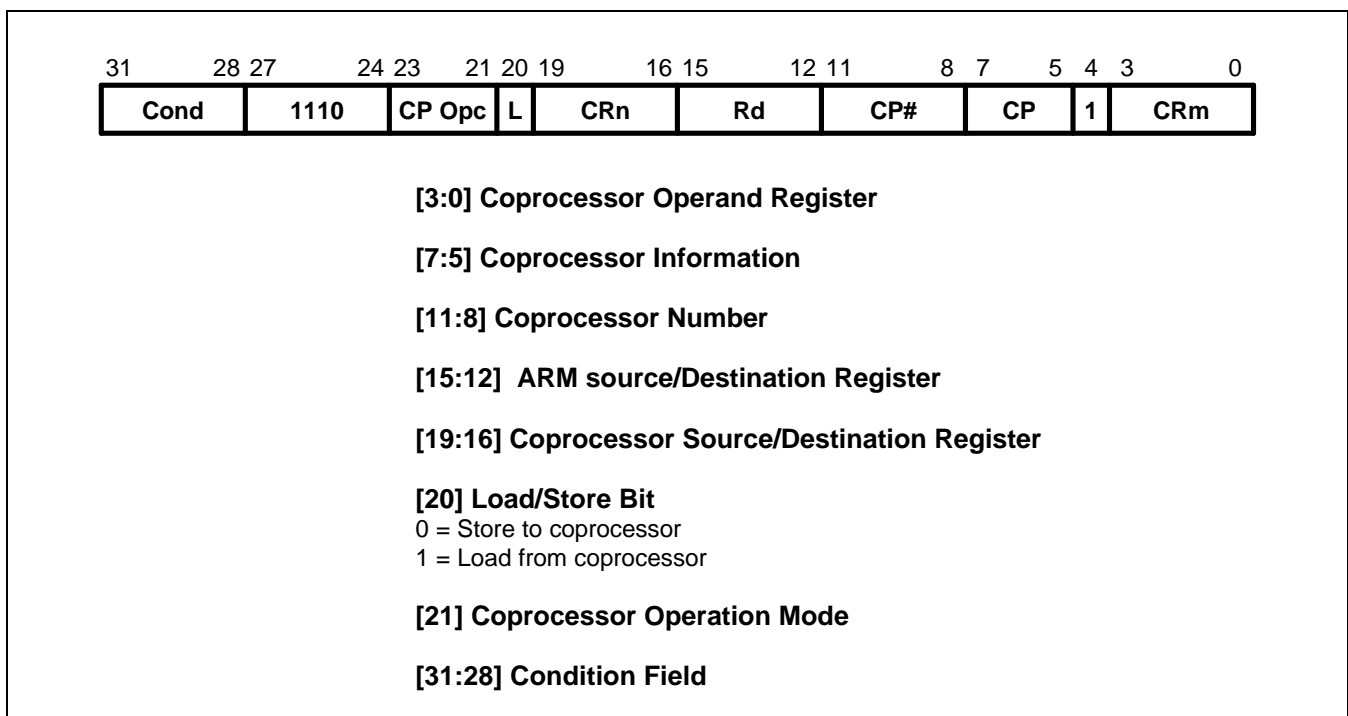 31 28 27 24 23 21 20 19 16 15 12 11 8 7 5 4 3 0
Cond 1110 CP Opc L CRn Rd CP# CP 1 CRm
[3:0] Coprocessor Operand Register
[7:5] Coprocessor Information
[11:8] Coprocessor Number
[15:12] ARM source/Destination Register
[19:16] Coprocessor Source/Destination Register
[20] Load/Store Bit
0 = Store to coprocessor
1 = Load from coprocessor
[21] Coprocessor Operation Mode
[31:28] Condition Field